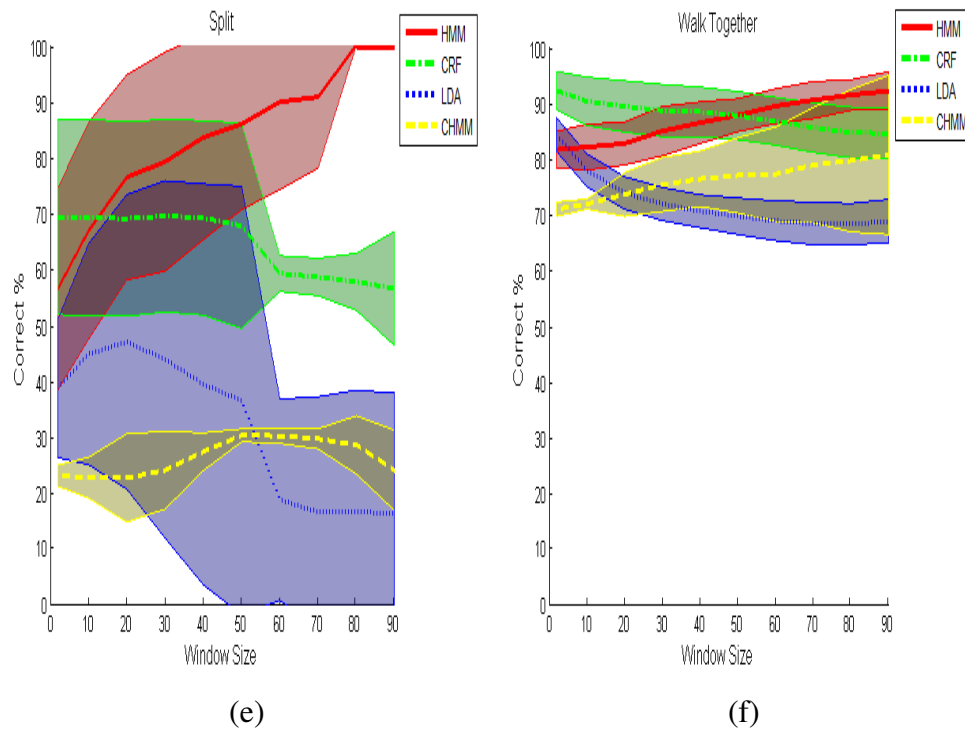 Split
HMM
CRF
LDA
CHMM
100
90
80
70
60
50
40
30
20
10
0
Correct %
0 10 20 30 40 50 60 70 80 90
Window Size
(e)
Walk Together
HMM
CRF
LDA
CHMM
100
90
80
70
60
50
40
30
20
10
0
Correct %
0 10 20 30 40 50 60 70 80 90
Window Size
(f)